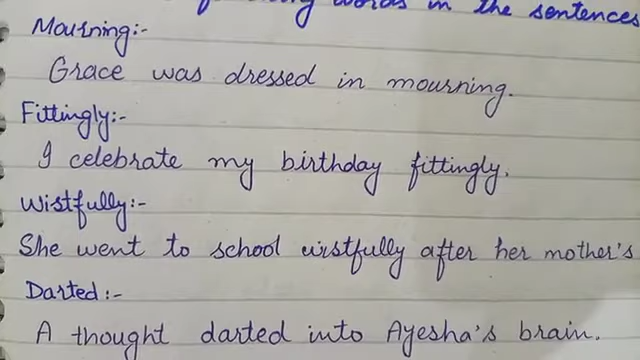 words in the sentences
Mourning:-
Grace was dressed in mourning.
Fittingly:-
I celebrate my birthday fittingly.
Wistfully:-
She went to school wistfully after her mother's
Darted:-
A thought darted into Ayesha's brain.